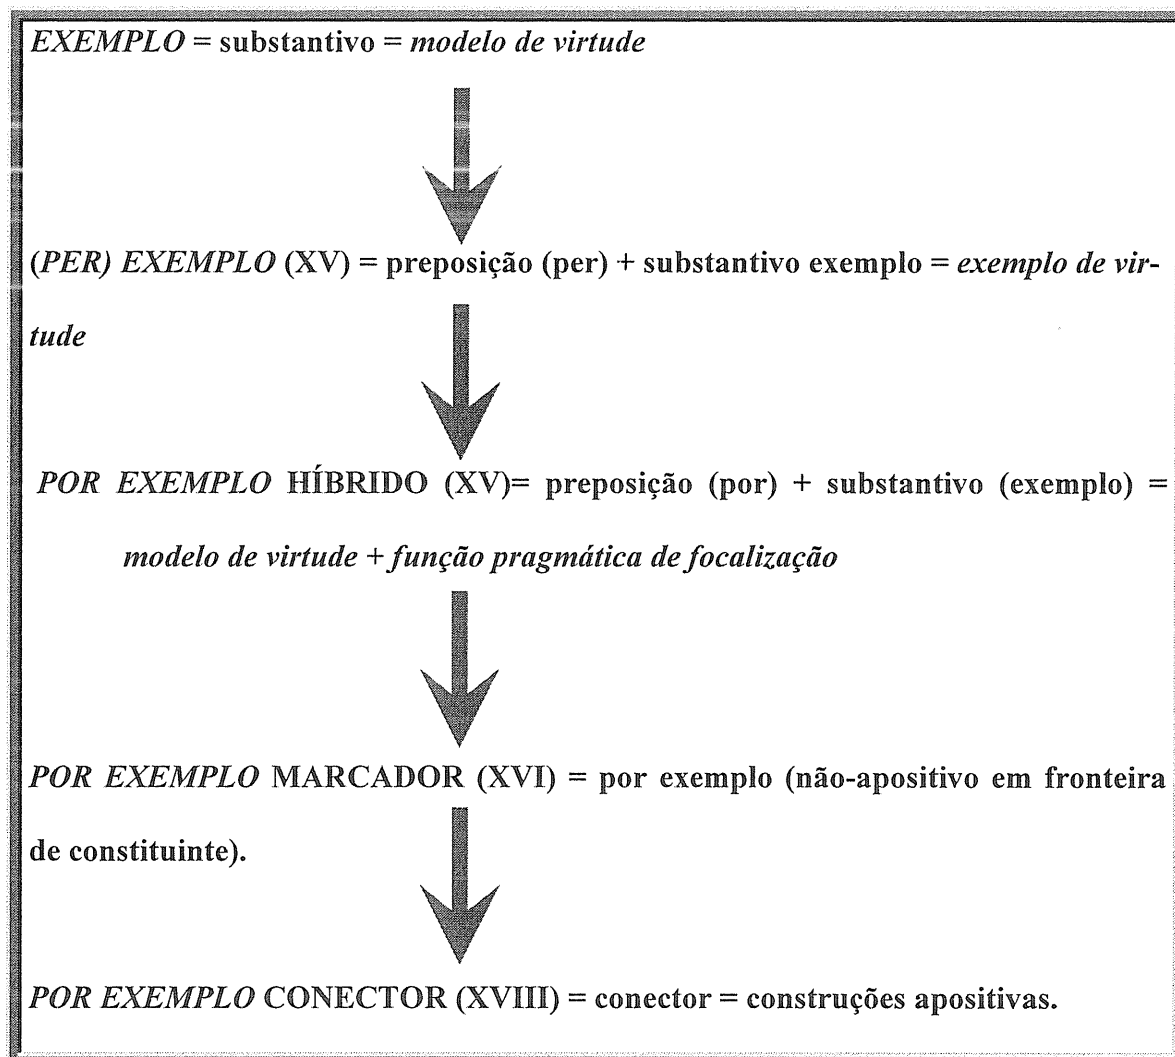 EXEMPLO = substantivo = modelo de virtude
(PER) EXEMPLO (XV) = preposição (per) + substantivo exemplo = exemplo de vir-
tude
POR EXEMPLO HÍBRIDO (XV)= preposição (por) + substantivo (exemplo) =
modelo de virtude + função pragmática de focalização
POR EXEMPLO MARCADOR (XVI) = por exemplo (não-apositivo em fronteira
de constituinte).
POR EXEMPLO CONECTOR (XVIII) = conector = construções apositivas.